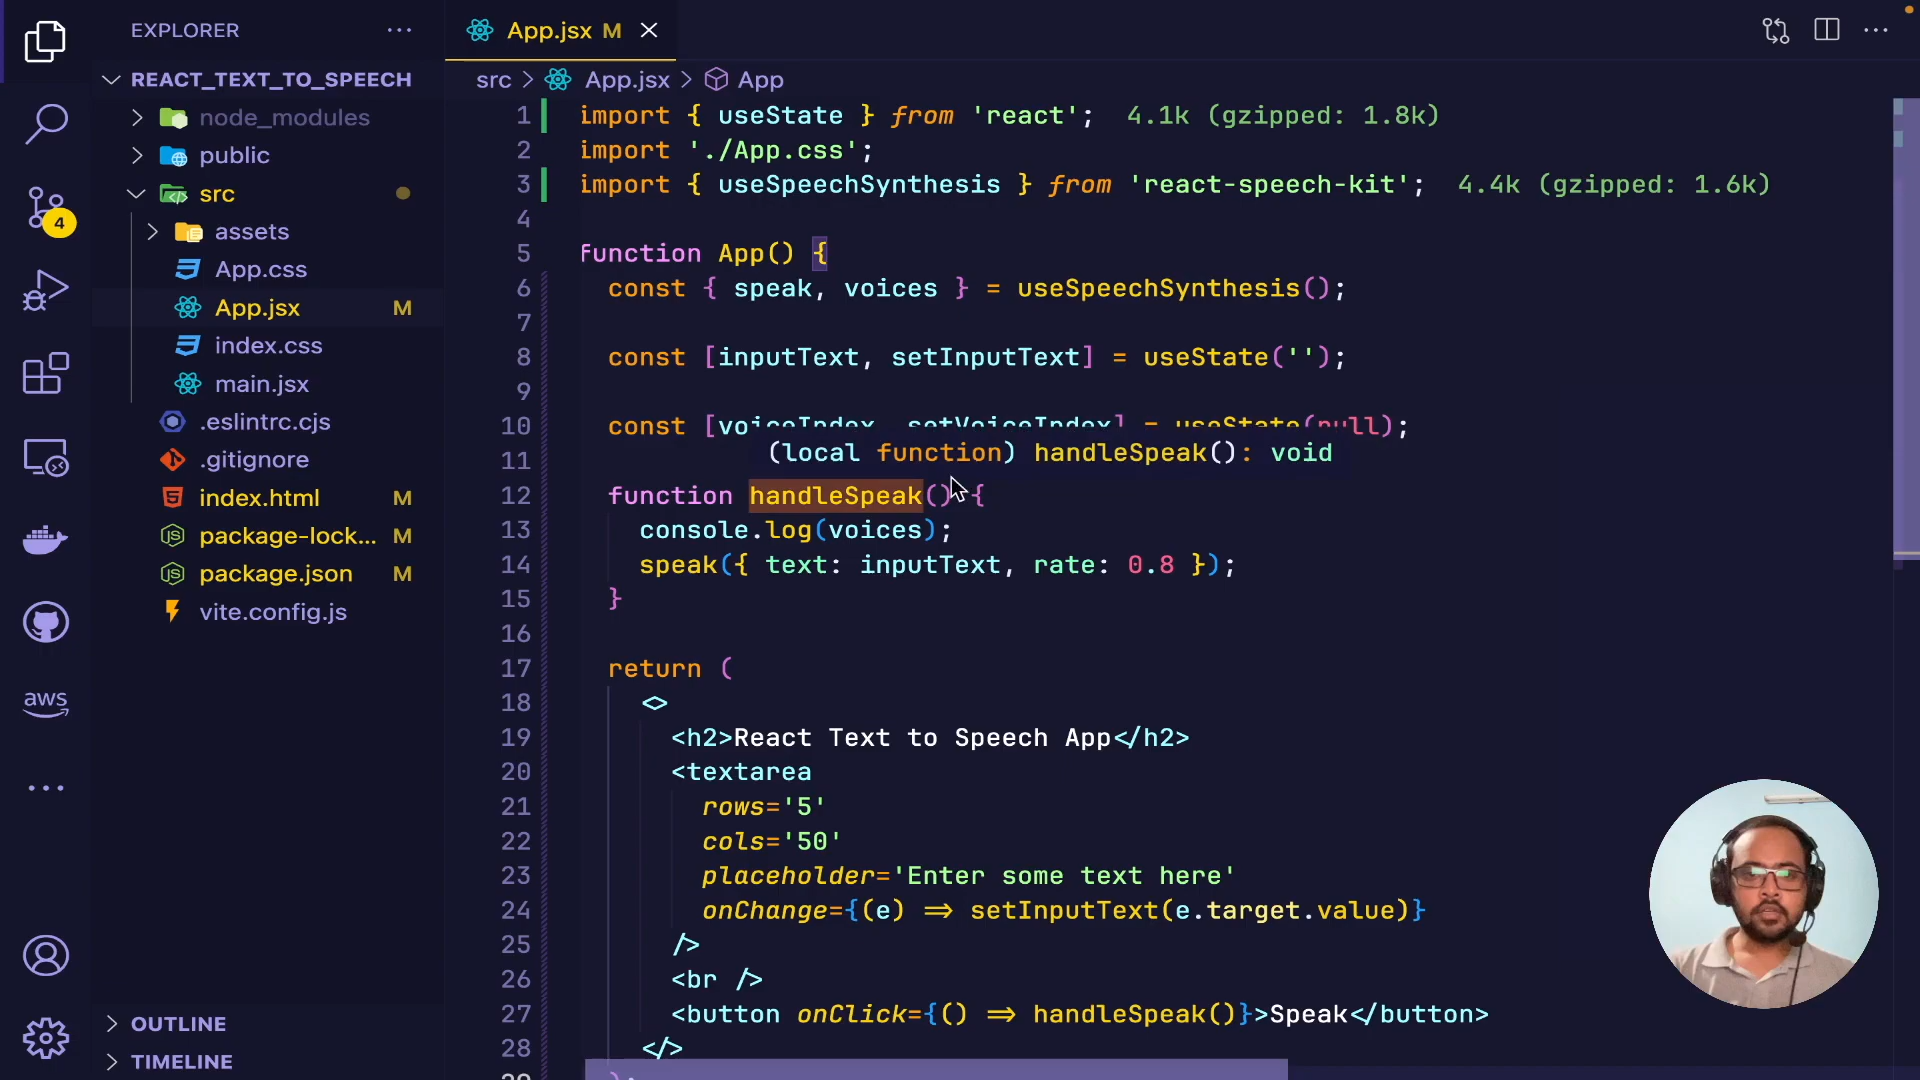 EXPLORER
REACT_TEXT_TO_SPEECH
node_modules
public
src
assets
App.css
App.jsx M
index.css
main.jsx
.eslintrc.cjs
.gitignore
index.html M
package-lock... M
package.json M
vite.config.js
OUTLINE
TIMELINE
4
aws
App.jsx M
src > App.jsx > App
1 import { useState } from 'react'; 4.1k (gzipped: 1.8k)
2 import './App.css';
3 import { useSpeechSynthesis } from 'react-speech-kit'; 4.4k (gzipped: 1.6k)
4
5 function App() {
6 const { speak, voices } = useSpeechSynthesis();
7
8 const [inputText, setInputText] = useState('');
9
10 const [voiceIndex, setVoiceIndex] = useState(null);
11
(local function) handleSpeak(): void
12 function handleSpeak() {
13 console.log(voices);
14 speak({ text: inputText, rate: 0.8 });
15 }
16
17 return (
18 <>
19 <h2>React Text to Speech App</h2>
20 <textarea
21 rows='5'
22 cols='50'
23 placeholder='Enter some text here'
24 onChange={(e) => setInputText(e.target.value)}
25 />
26 <br />
27 <button onClick={() => handleSpeak()}>Speak</button>
28 </>